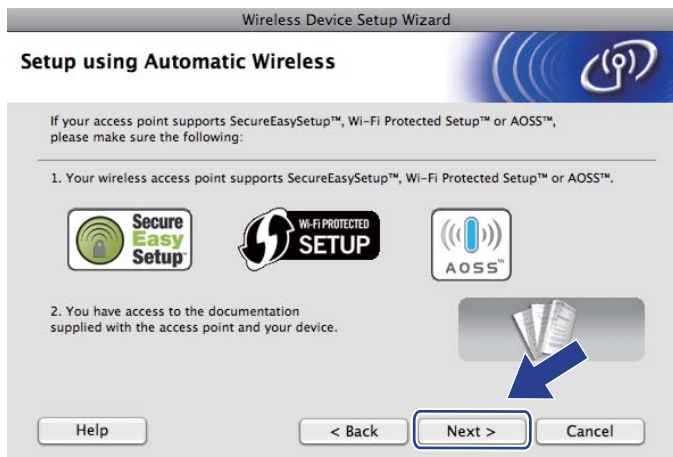 Wireless Device Setup Wizard
Setup using Automatic Wireless
If your access point supports SecureEasySetup™, Wi-Fi Protected Setup™ or AOSS™,
please make sure the following:
1. Your wireless access point supports SecureEasySetup™, Wi-Fi Protected Setup™ or AOSS™.
Secure
Easy
Setup™
Wi-Fi PROTECTED
SETUP
AOSS™
2. You have access to the documentation
supplied with the access point and your device.
Help
< Back
Next >
Cancel